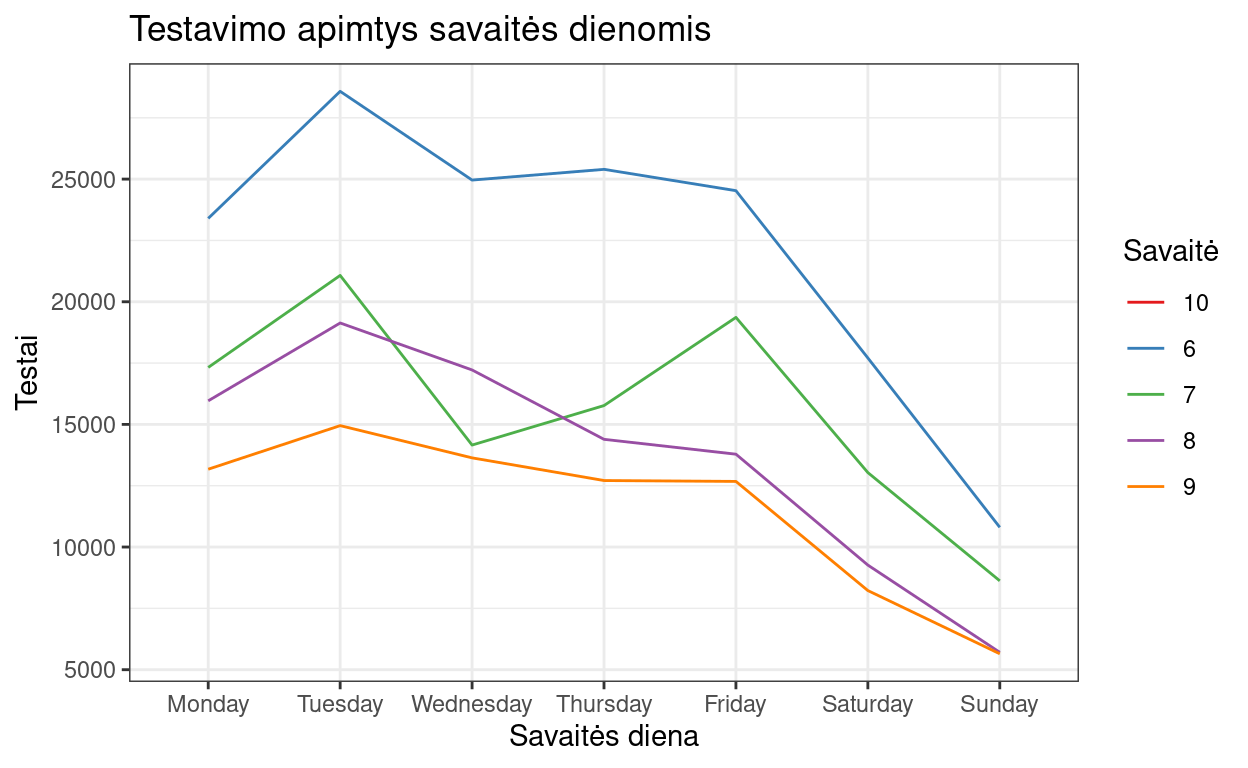 Testavimo apimtys savaitės dienomis
Testai
25000
20000
15000
10000
5000
Monday Tuesday Wednesday Thursday Friday Saturday Sunday
Savaitės diena
Savaitė
10
6
7
8
9